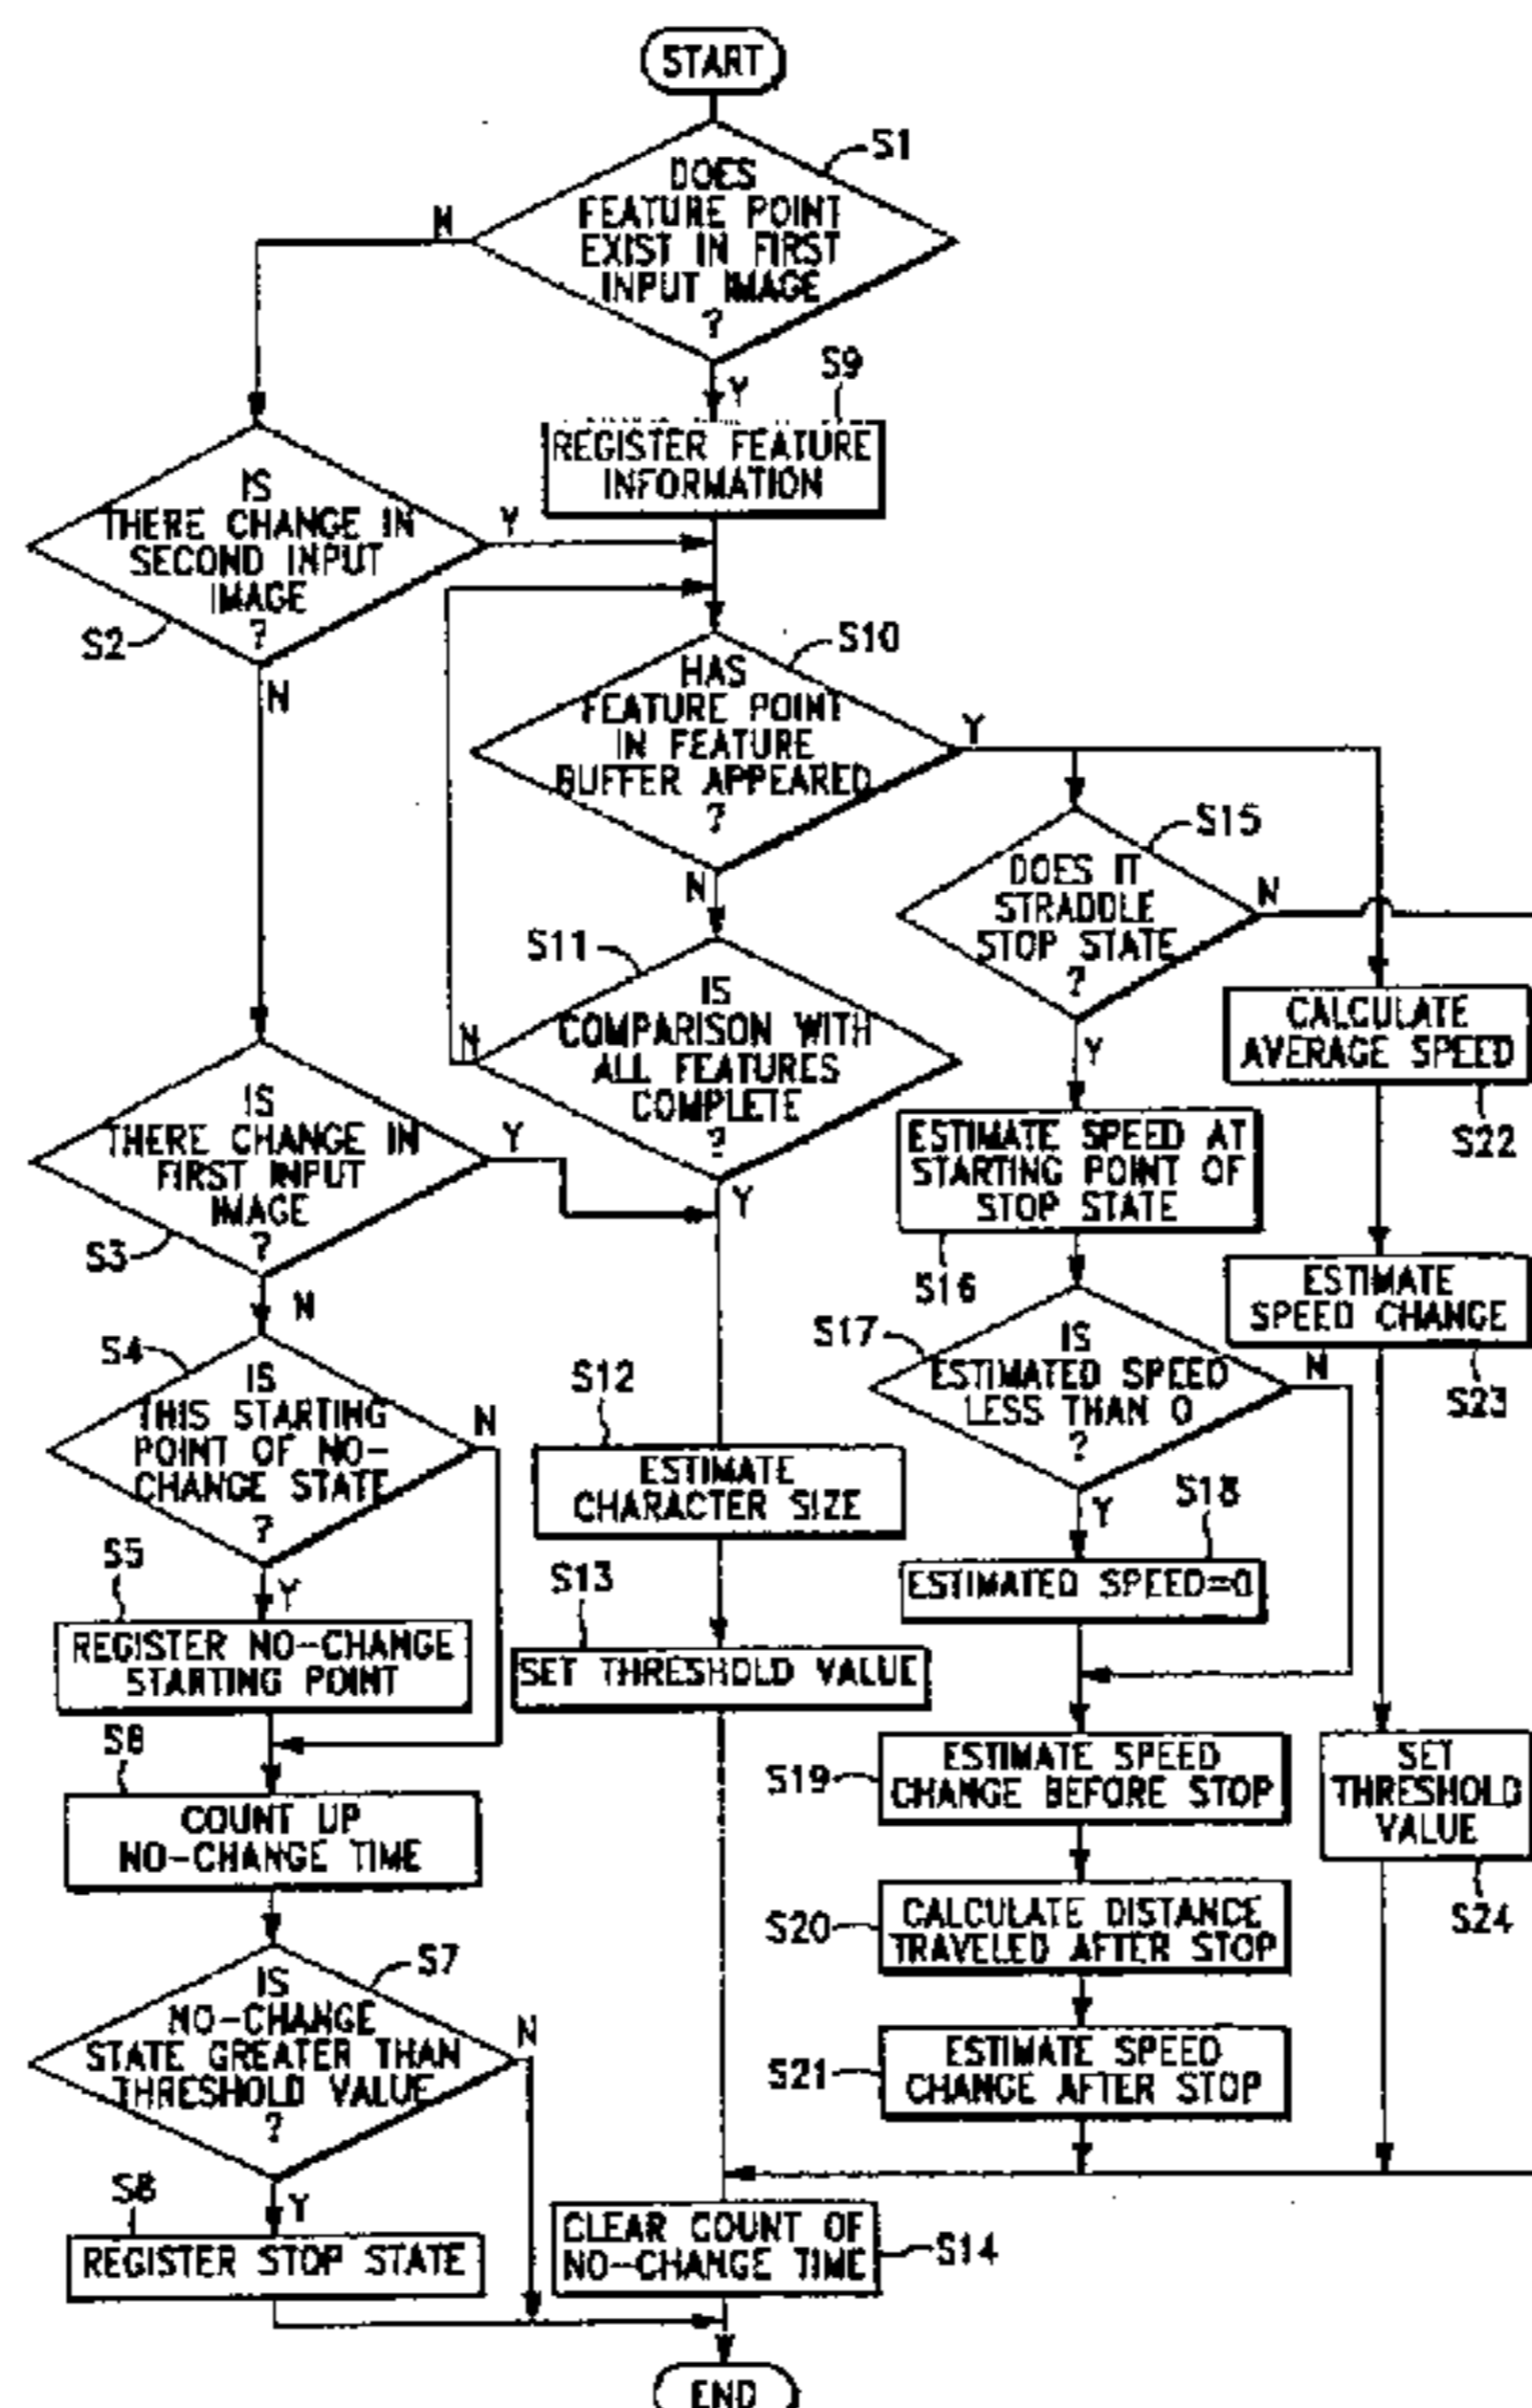 START
S1
DOES
FEATURE POINT
EXIST IN FIRST
INPUT IMAGE
?
N
Y
S9
REGISTER FEATURE
INFORMATION
IS
THERE CHANGE IN
SECOND INPUT
IMAGE
?
Y
S2
N
S10
HAS
FEATURE POINT
IN FEATURE
BUFFER APPEARED
?
Y
N
S15
DOES IT
STRADDLE
STOP STATE
?
N
Y
S11
IS
COMPARISON WITH
ALL FEATURES
COMPLETE
?
N
Y
CALCULATE
AVERAGE SPEED
S22
IS
THERE CHANGE IN
FIRST INPUT
IMAGE
?
Y
S3
N
ESTIMATE SPEED AT
STARTING POINT OF
STOP STATE
S16
ESTIMATE
SPEED CHANGE
S23
S4
IS
THIS STARTING
POINT OF NO-
CHANGE STATE
?
N
Y
S17
IS
ESTIMATED SPEED
LESS THAN 0
?
N
Y
S12
ESTIMATE
CHARACTER SIZE
S18
ESTIMATED SPEED=0
S5
REGISTER NO-CHANGE
STARTING POINT
S13
SET THRESHOLD VALUE
S6
COUNT UP
NO-CHANGE TIME
S19
ESTIMATE SPEED
CHANGE BEFORE STOP
SET
THRESHOLD
VALUE
S24
S20
CALCULATE DISTANCE
TRAVELED AFTER STOP
S7
IS
NO-CHANGE
STATE GREATER THAN
THRESHOLD VALUE
?
N
Y
S21
ESTIMATE SPEED
CHANGE AFTER STOP
S8
REGISTER STOP STATE
CLEAR COUNT OF
NO-CHANGE TIME
S14
END